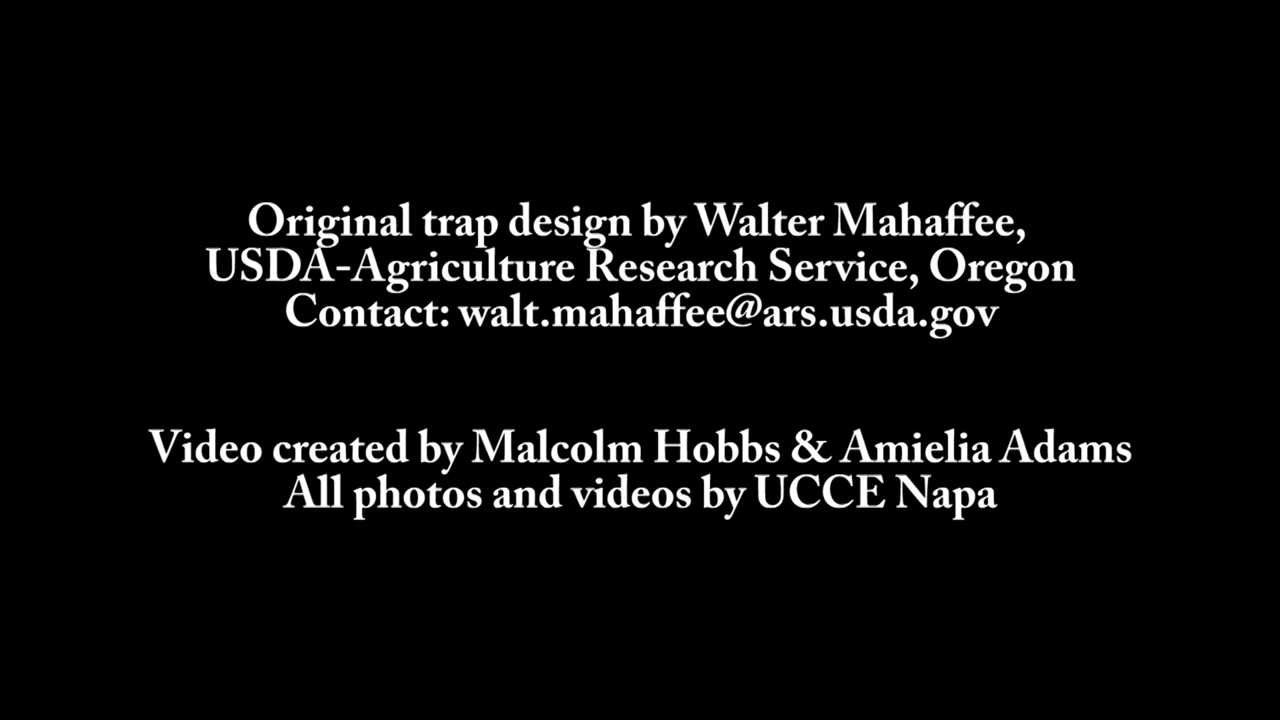 Original trap design by Walter Mahaffee,
USDA-Agriculture Research Service, Oregon
Contact: walt.mahaffee@ars.usda.gov
Video created by Malcolm Hobbs & Amielia Adams
All photos and videos by UCCE Napa